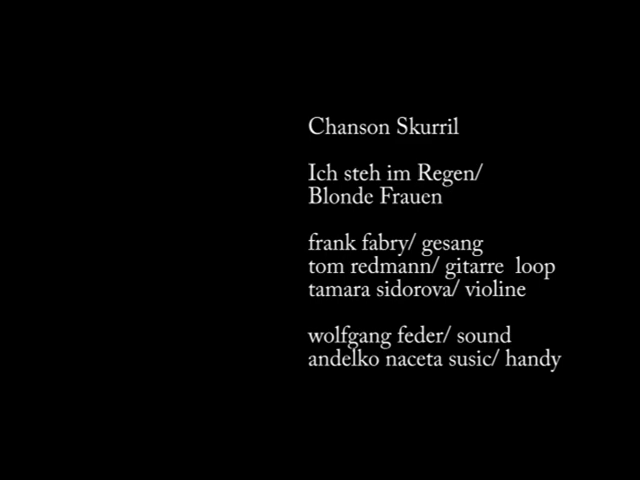 Chanson Skurril
Ich steh im Regen/
Blonde Frauen
frank fabry/ gesang
tom redmann/ gitarre  loop
tamara sidorova/ violine
wolfgang feder/ sound
andelko naceta susic/ handy